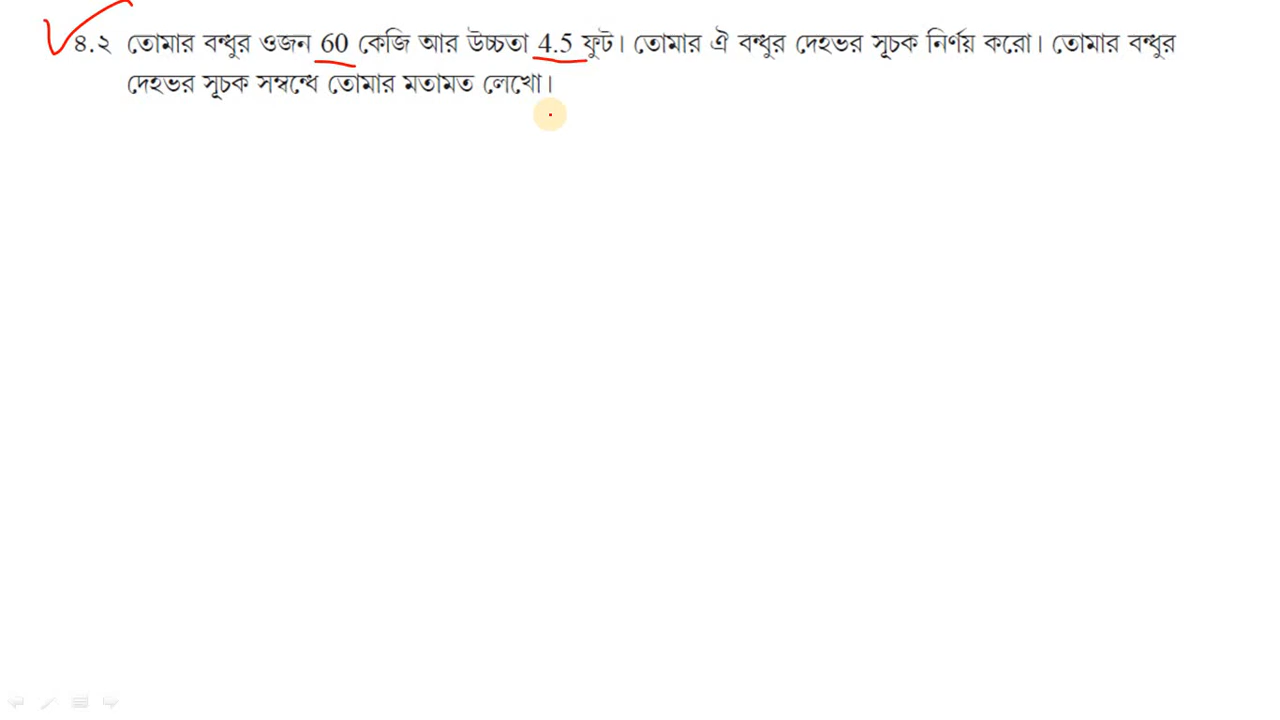 ৪.২ তোমার বন্ধুর ওজন 60 কেজি আর উচ্চতা 4.5 ফুট। তোমার ঐ বন্ধুর দেহভর সূচক নির্ণয় করো। তোমার বন্ধুর
দেহভর সূচক সম্বন্ধে তোমার মতামত লেখো।